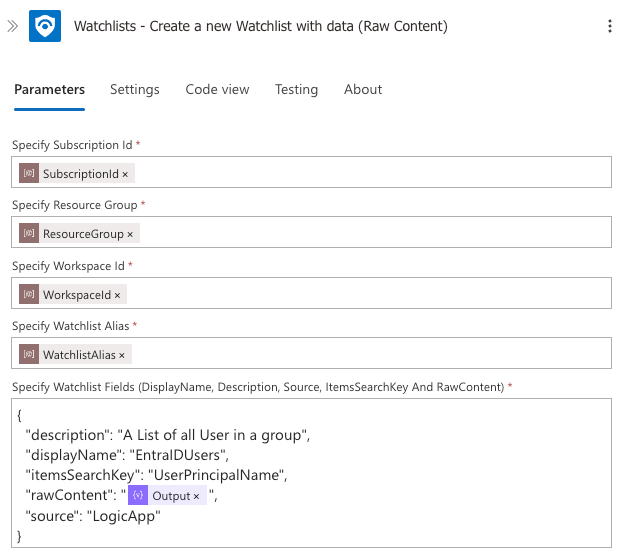 Watchlists - Create a new Watchlist with data (Raw Content)
Parameters Settings Code view Testing About
Specify Subscription Id *
[@] SubscriptionId ×
Specify Resource Group *
[@] ResourceGroup ×
Specify Workspace Id *
[@] WorkspaceId ×
Specify Watchlist Alias *
[@] WatchlistAlias ×
Specify Watchlist Fields (DisplayName, Description, Source, ItemsSearchKey And RawContent) *
{
"description": "A List of all User in a group",
"displayName": "EntraIDUsers",
"itemsSearchKey": "UserPrincipalName",
"rawContent": "{v} Output ×",
"source": "LogicApp"
}